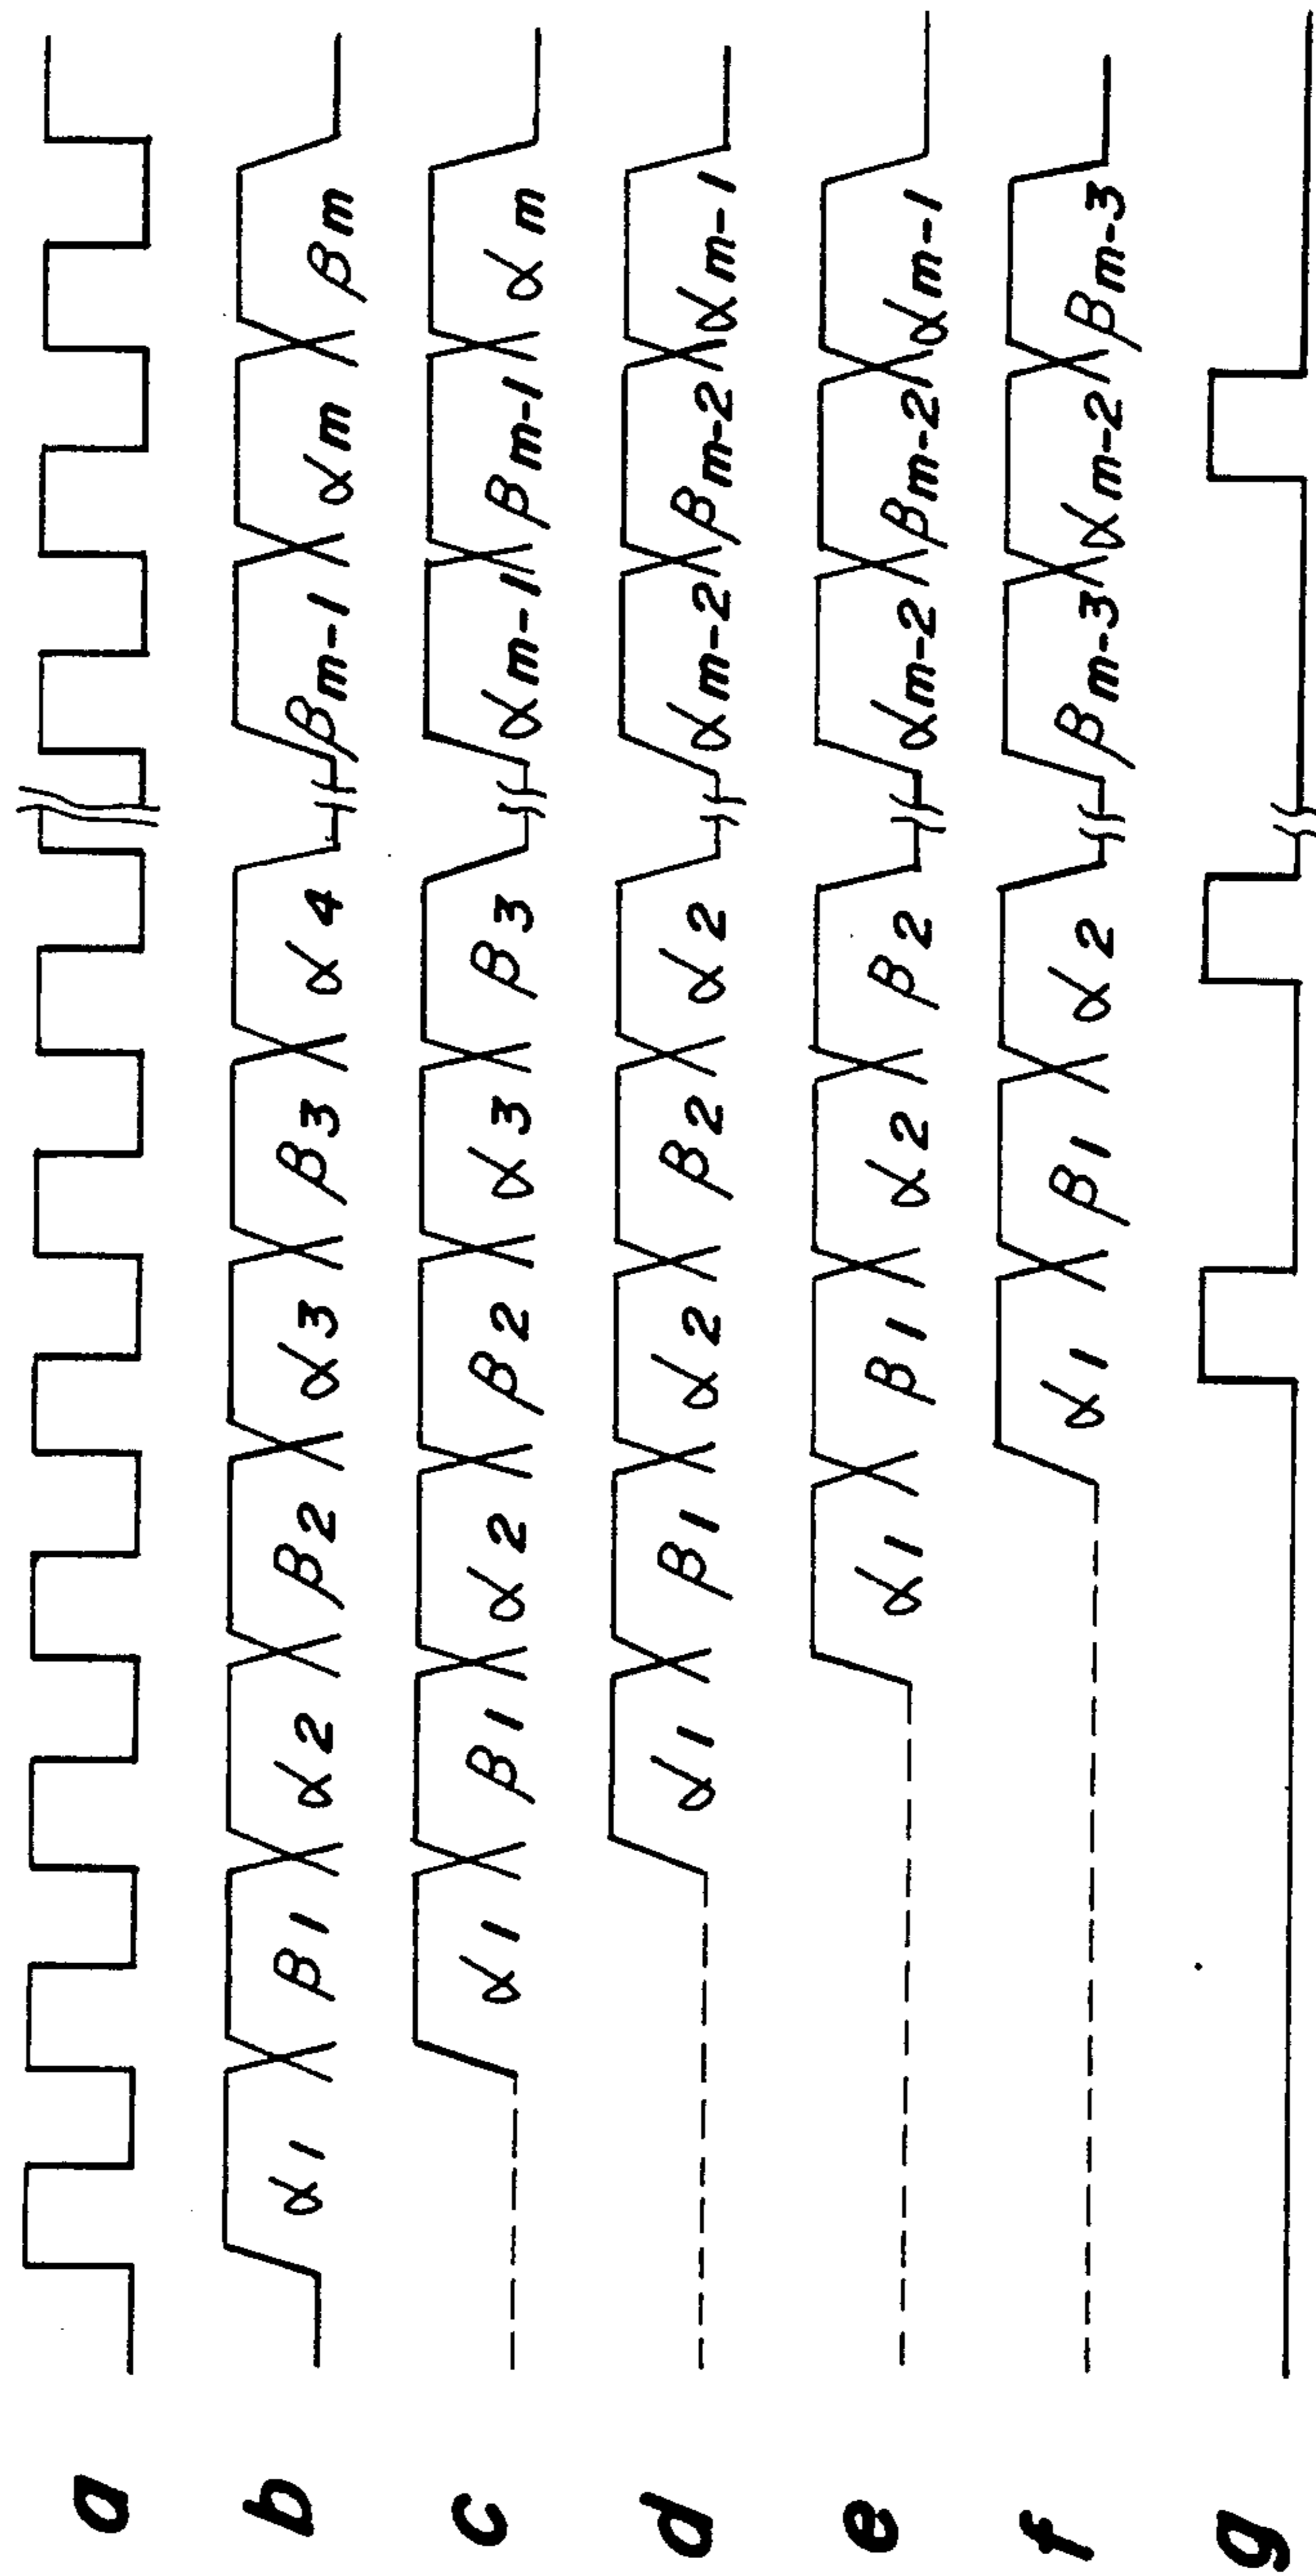 a
b α1 β1 α2 β2 α3 β3 α4 βm-1 αm βm
c α1 β1 α2 β2 α3 β3 αm-1 βm-1 αm
d α1 β1 α2 β2 α2 αm-2 βm-2 αm-1
e α1 β1 α2 β2 αm-2 βm-2 αm-1
f α1 β1 α2 βm-3 αm-2 βm-3
g